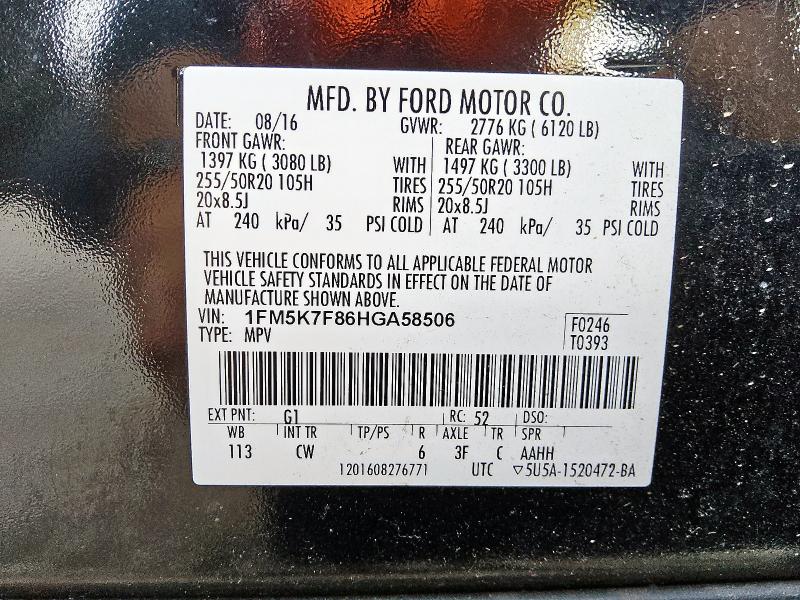 MFD. BY FORD MOTOR CO.
DATE: 08/16 GVWR: 2776 KG ( 6120 LB)
FRONT GAWR: REAR GAWR:
1397 KG ( 3080 LB) WITH 1497 KG ( 3300 LB) WITH
255/50R20 105H TIRES 255/50R20 105H TIRES
20x8.5J RIMS 20x8.5J RIMS
AT 240 kPa/ 35 PSI COLD AT 240 kPa/ 35 PSI COLD
THIS VEHICLE CONFORMS TO ALL APPLICABLE FEDERAL MOTOR
VEHICLE SAFETY STANDARDS IN EFFECT ON THE DATE OF
MANUFACTURE SHOWN ABOVE.
VIN: 1FM5K7F86HGA58506 F0246
TYPE: MPV T0393
EXT PNT: G1 RC: 52 DSO:
WB INT TR TP/PS R AXLE TR SPR
113 CW 6 3F C AAHH
1201608276771 UTC ▽5U5A-1520472-BA